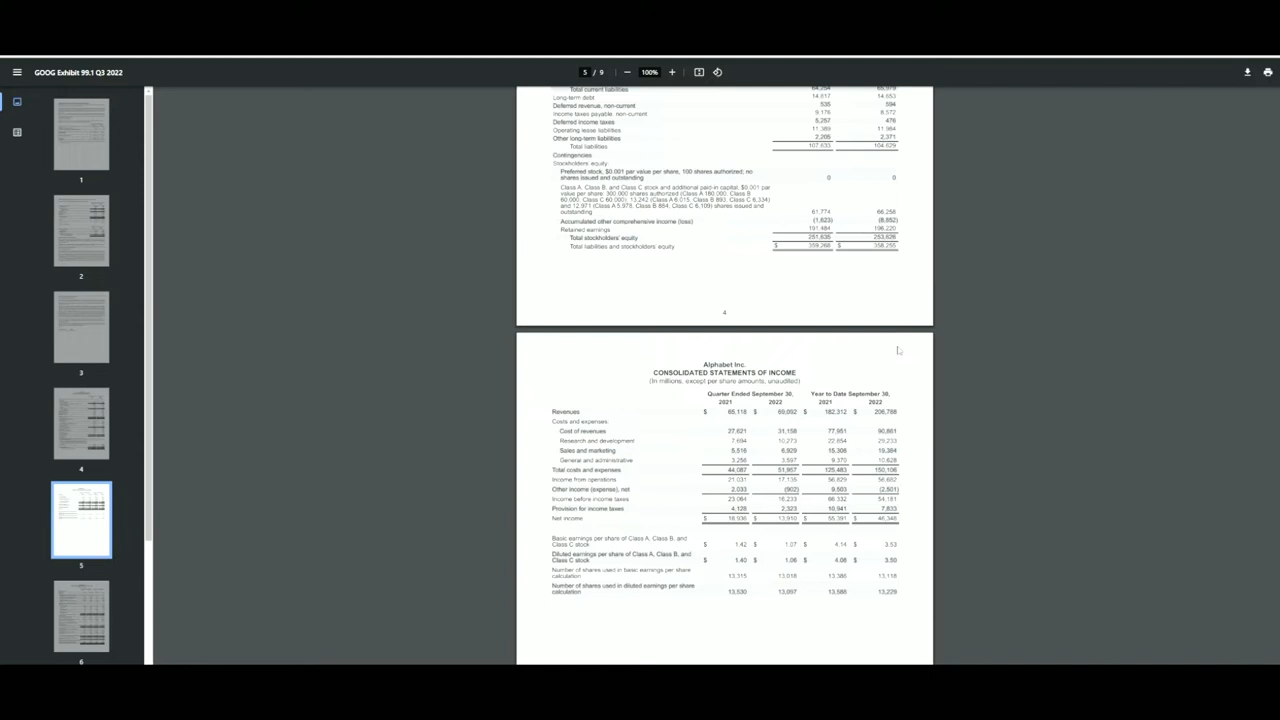 GOOG Exhibit 99.1 Q3 2022
5 / 9
100%
1
2
3
4
5
6
Total current liabilities
Long-term debt 14,817 14,653
Deferred revenue, non-current 535 594
Income taxes payable, non-current 9,176 8,572
Deferred income taxes 5,257 476
Operating lease liabilities 11,389 11,984
Other long-term liabilities 2,205 2,371
Total liabilities 107,633 104,629
Contingencies
Stockholders' equity:
Preferred stock, $0.001 par value per share, 100 shares authorized; no
shares issued and outstanding 0 0
Class A, Class B, and Class C stock and additional paid-in capital, $0.001 par
value per share: 300,000 shares authorized (Class A 180,000, Class B
60,000, Class C 60,000); 13,242 (Class A 6,015, Class B 893, Class C 6,334)
and 12,971 (Class A 5,978, Class B 884, Class C 6,109) shares issued and
outstanding 61,774 66,258
Accumulated other comprehensive income (loss) (1,623)
Retained earnings 191,484 196,220
Total stockholders' equity 251,635 253,626
Total liabilities and stockholders' equity $ 359,268 $ 358,255
4
Alphabet Inc.
CONSOLIDATED STATEMENTS OF INCOME
(In millions, except per share amounts, unaudited)
Quarter Ended September 30, Year to Date September 30,
2021 2022 2021 2022
Revenues $ 65,118 $ 69,092 $ 182,312 $ 206,788
Costs and expenses:
Cost of revenues 27,621 31,158 77,951 90,881
Research and development 7,694 10,273 22,854 29,233
Sales and marketing 5,516 6,929 15,308 19,384
General and administrative 3,256 3,597 9,370 10,628
Total costs and expenses 44,087 51,957 125,483 150,106
Income from operations 21,031 17,135 56,829 56,682
Other income (expense), net 2,033 (902) 9,503 (2,501)
Income before income taxes 23,064 16,233 66,332 54,181
Provision for income taxes 4,128 2,323 10,941 7,833
Net income $ 18,936 $ 13,910 $ 55,391 $ 46,348
Basic earnings per share of Class A, Class B, and
Class C stock $ 1.42 $ 1.07 $ 4.14 $ 3.53
Diluted earnings per share of Class A, Class B, and
Class C stock $ 1.40 $ 1.06 $ 4.08 $ 3.50
Number of shares used in basic earnings per share
calculation 13,315 13,018 13,386 13,118
Number of shares used in diluted earnings per share
calculation 13,530 13,097 13,588 13,229